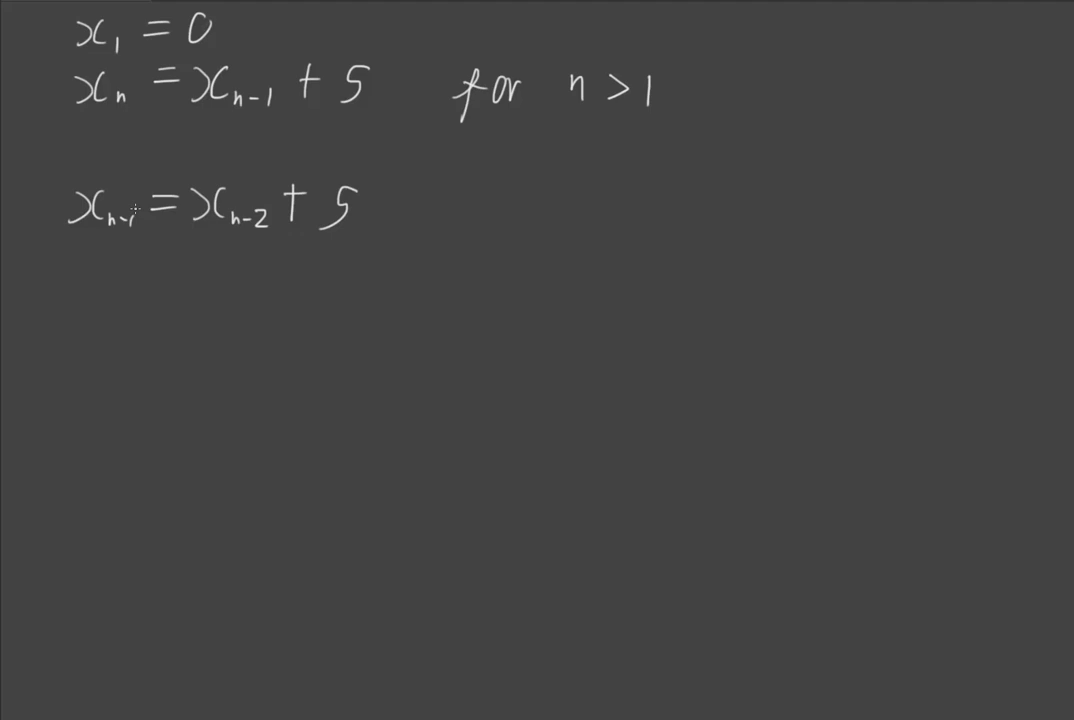 x₁ = 0
xₙ = xₙ₋₁ + 5 for n > 1
xₙ₋₁ = xₙ₋₂ + 5